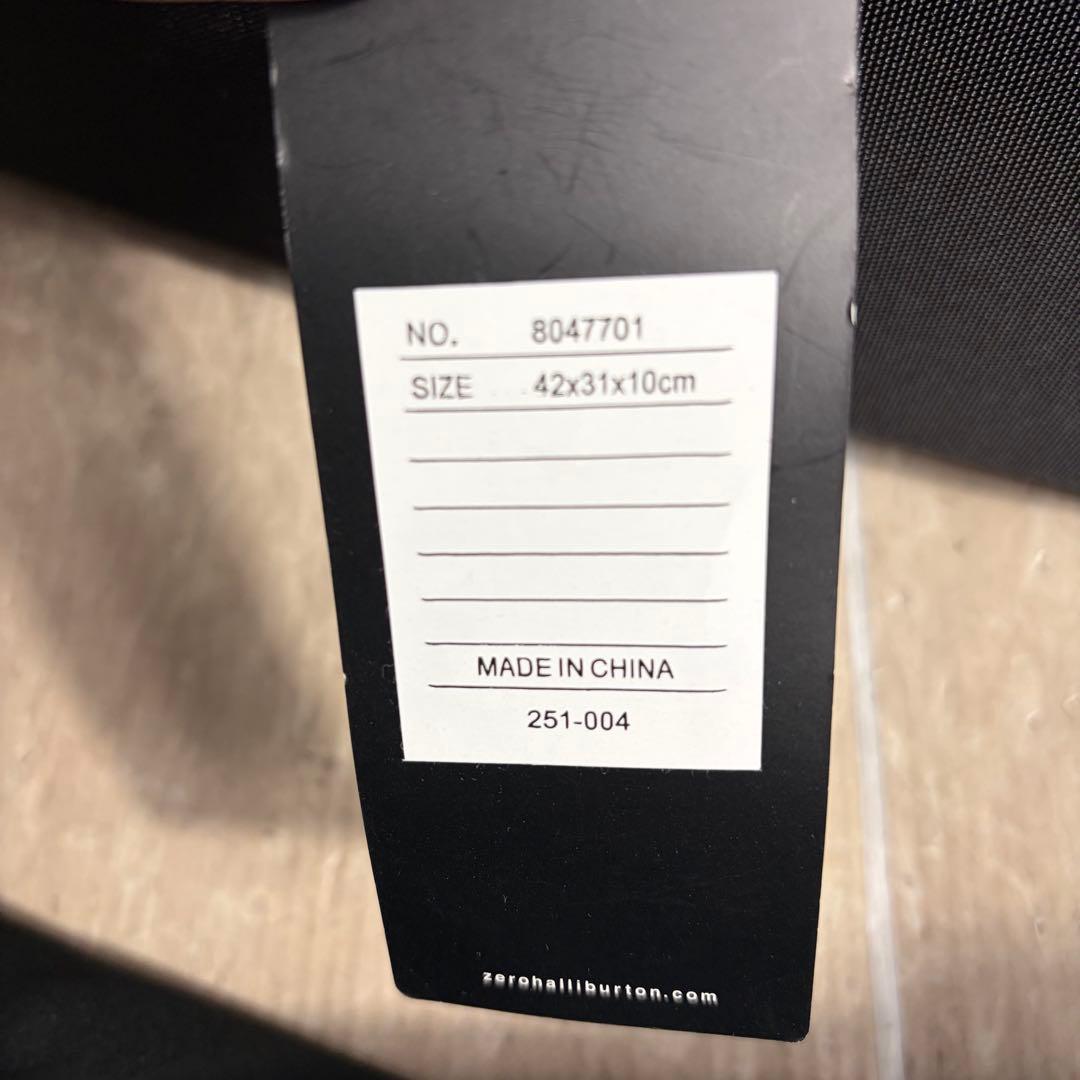 NO. 8047701
SIZE 42x31x10cm
MADE IN CHINA
251-004
zerohalliburton.com